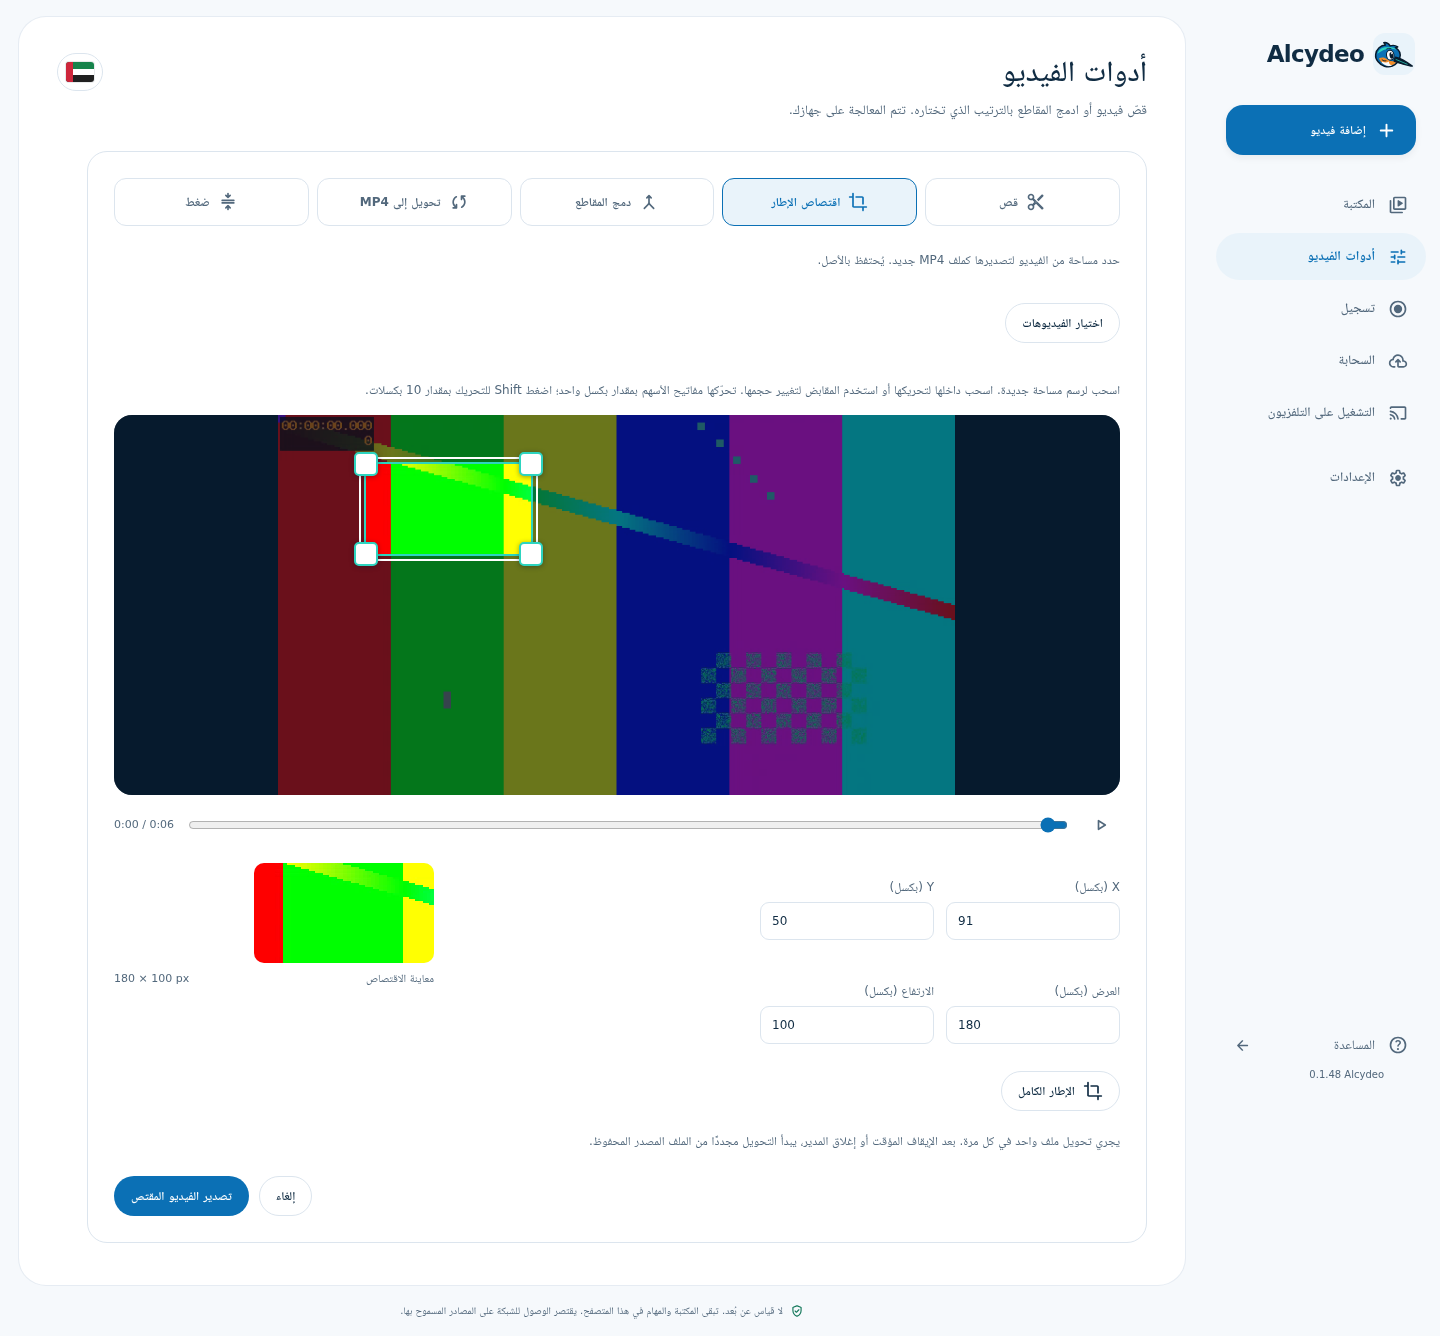 Alcydeo
إضافة فيديو
المكتبة
أدوات الفيديو
تسجيل
السحابة
التشغيل على التلفزيون
الإعدادات
المساعدة
0.1.48 Alcydeo
أدوات الفيديو
قصّ فيديو أو ادمج المقاطع بالترتيب الذي تختاره. تتم المعالجة على جهازك.
قص
اقتصاص الإطار
دمج المقاطع
تحويل إلى MP4
ضغط
حدد مساحة من الفيديو لتصديرها كملف MP4 جديد. يُحتفظ بالأصل.
اختيار الفيديوهات
اسحب لرسم مساحة جديدة. اسحب داخلها لتحريكها أو استخدم المقابض لتغيير حجمها. تحرّكها مفاتيح الأسهم بمقدار بكسل واحد؛ اضغط Shift للتحريك بمقدار 10 بكسلات.
00:00:00.000
0
0:00 / 0:06
X (بكسل)
Y (بكسل)
91
50
العرض (بكسل)
الارتفاع (بكسل)
180
100
معاينة الاقتصاص
180 × 100 px
الإطار الكامل
يجري تحويل ملف واحد في كل مرة. بعد الإيقاف المؤقت أو إغلاق المدير، يبدأ التحويل مجددًا من الملف المصدر المحفوظ.
إلغاء
تصدير الفيديو المقتص
لا قياس عن بُعد. تبقى المكتبة والمهام في هذا المتصفح. يقتصر الوصول للشبكة على المصادر المسموح بها.